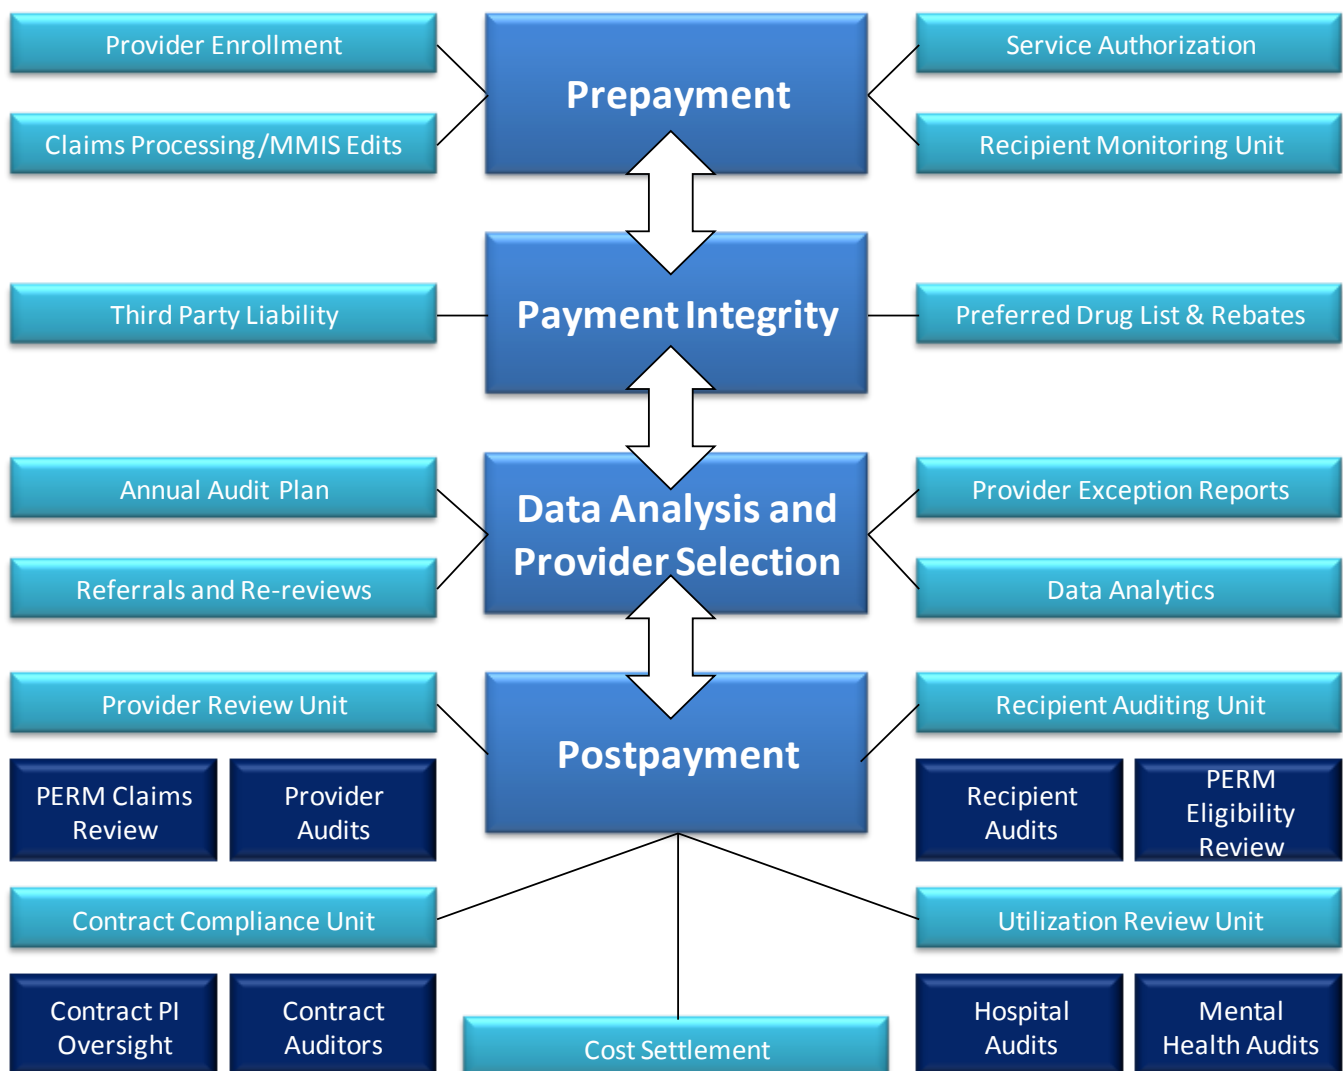 Provider Enrollment
Prepayment
Service Authorization
Claims Processing/MMIS Edits
Recipient Monitoring Unit
Third Party Liability
Payment Integrity
Preferred Drug List & Rebates
Annual Audit Plan
Data Analysis and
Provider Selection
Provider Exception Reports
Referrals and Re-reviews
Data Analytics
Provider Review Unit
Postpayment
Recipient Auditing Unit
PERM Claims
Review
Provider
Audits
Recipient
Audits
PERM
Eligibility
Review
Contract Compliance Unit
Utilization Review Unit
Contract PI
Oversight
Contract
Auditors
Cost Settlement
Hospital
Audits
Mental
Health Audits